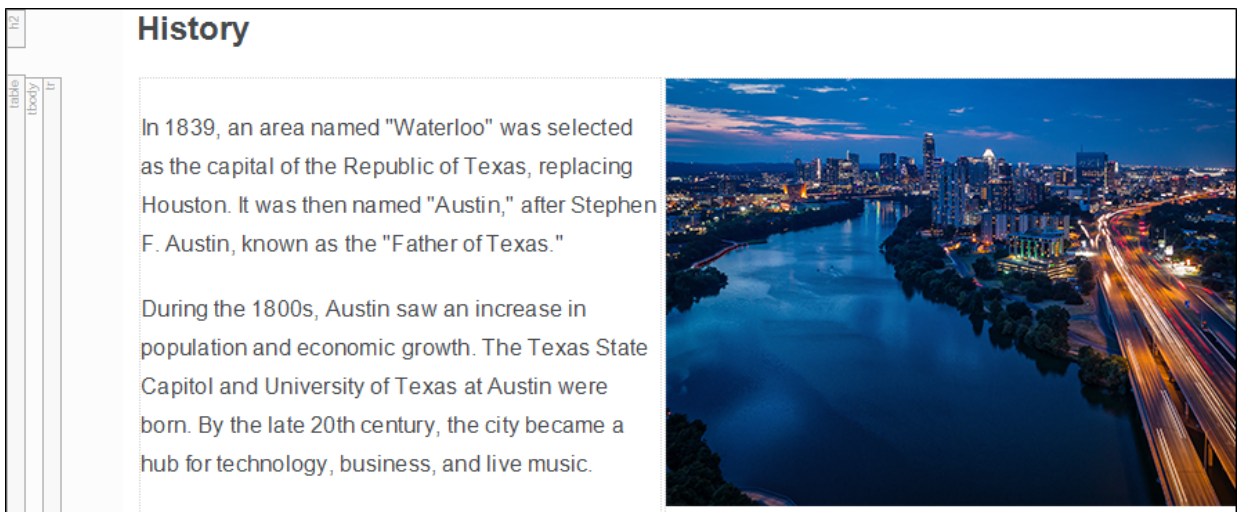 h2
History
table
tbody
tr
In 1839, an area named "Waterloo" was selected
as the capital of the Republic of Texas, replacing
Houston. It was then named "Austin," after Stephen
F. Austin, known as the "Father of Texas."
During the 1800s, Austin saw an increase in
population and economic growth. The Texas State
Capitol and University of Texas at Austin were
born. By the late 20th century, the city became a
hub for technology, business, and live music.